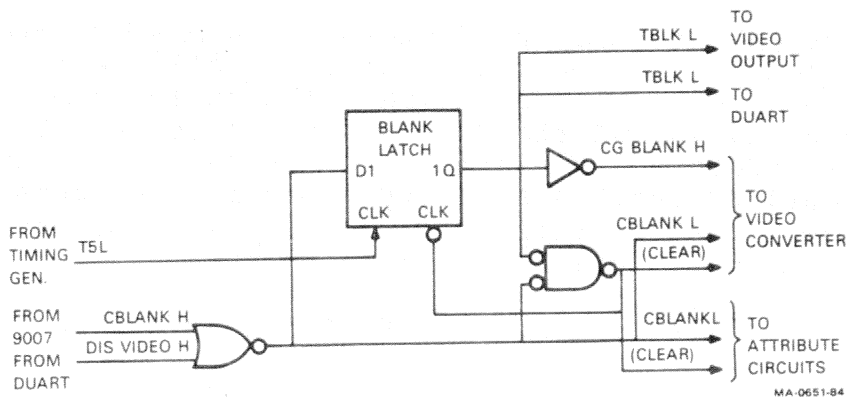 TBLK L
TO
VIDEO
OUTPUT
TBLK L
TO
DUART
BLANK
LATCH
D1
1Q
CLK
CLK
CG BLANK H
CBLANK L
(CLEAR)
TO
VIDEO
CONVERTER
FROM
TIMING
GEN.
T5L
FROM
9007
CBLANK H
FROM
DUART
DIS VIDEO H
CBLANKL
(CLEAR)
TO
ATTRIBUTE
CIRCUITS
MA-0651-84